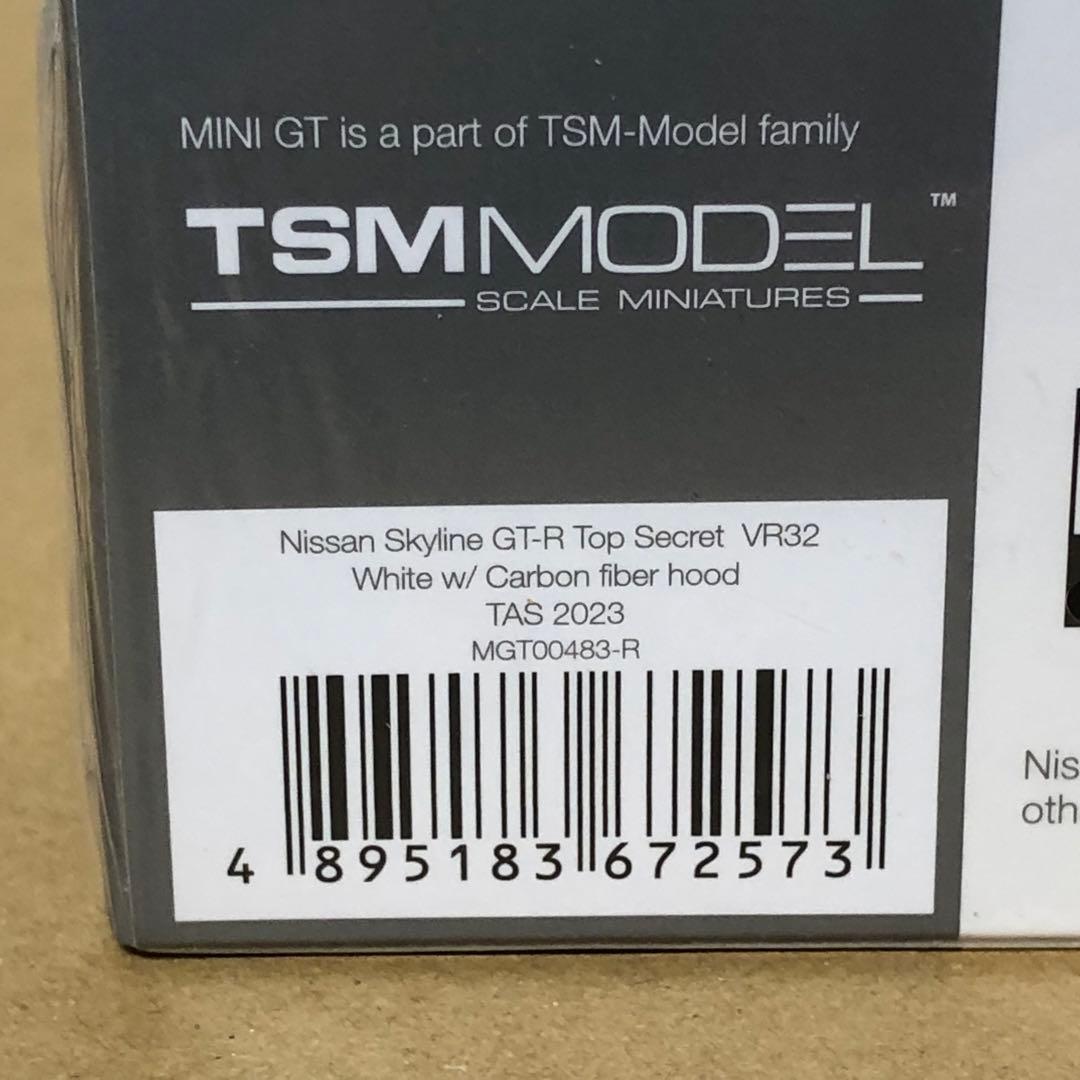 MINI GT is a part of TSM-Model family
TSMMODEL™
SCALE MINIATURES
Nissan Skyline GT-R Top Secret VR32
White w/ Carbon fiber hood
TAS 2023
MGT00483-R
4 895183 672573
Nis
oth